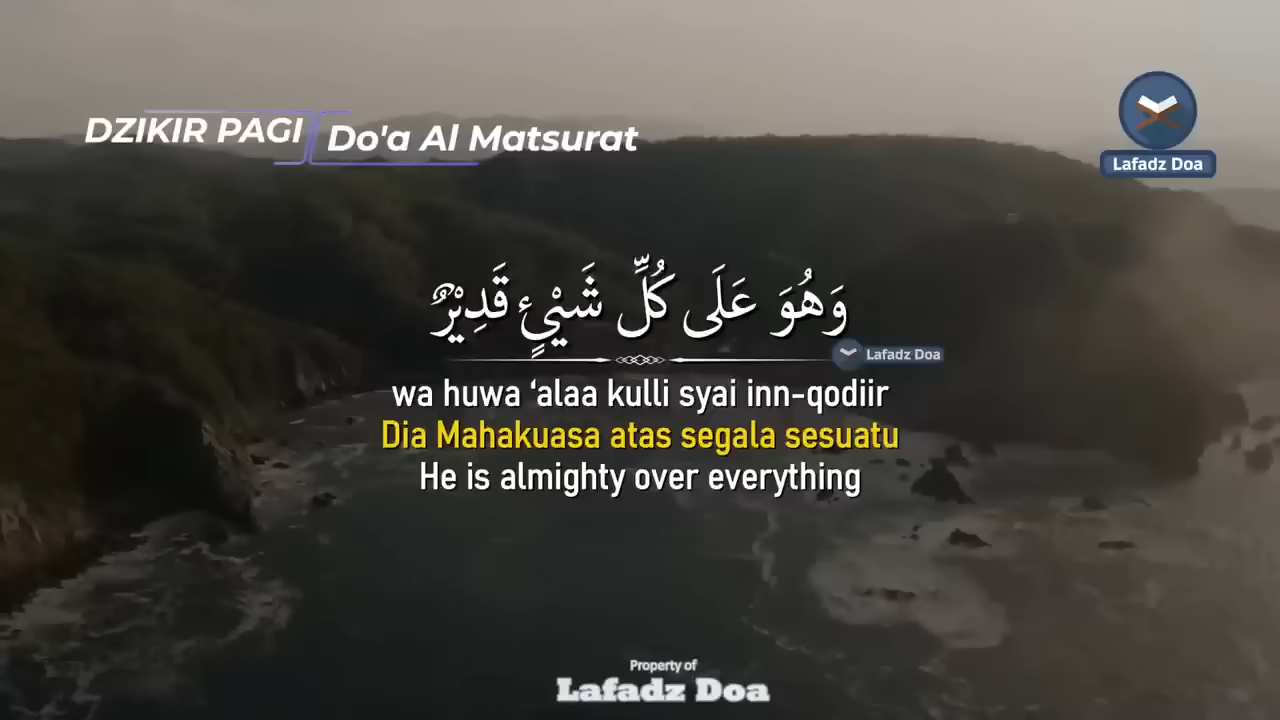 DZIKIR PAGI
Do'a Al Matsurat
Lafadz Doa
وَهُوَ عَلَى كُلِّ شَيْىٍٔ قَدِيْرٌ
Lafadz Doa
wa huwa ‘alaa kulli syai inn-qodiir
Dia Mahakuasa atas segala sesuatu
He is almighty over everything
Property of
Lafadz Doa